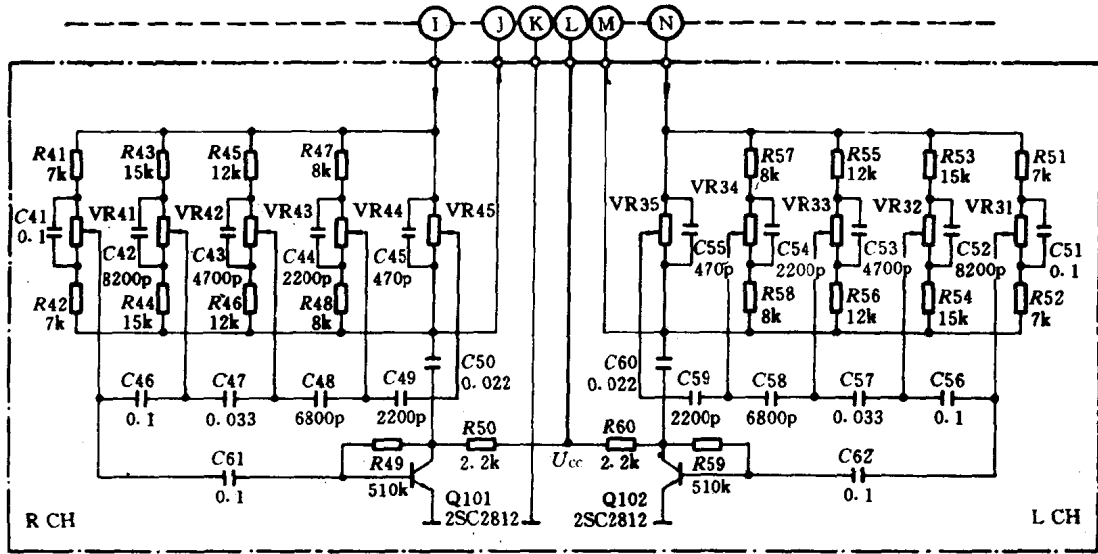 I J K L M N
R41 7k
R43 15k
R45 12k
R47 8k
R57 8k
R55 12k
R53 15k
R51 7k
C41 0.1
VR41
VR42
VR43
VR44
VR45
VR35
VR34
VR33
VR32
VR31
C42 8200p
C43 4700p
C44 2200p
C45 470p
C55 470p
C54 2200p
C53 4700p
C52 8200p
C51 0.1
R42 7k
R44 15k
R46 12k
R48 8k
R58 8k
R56 12k
R54 15k
R52 7k
C50 0.022
C60 0.022
C46 0.1
C47 0.033
C48 6800p
C49 2200p
C59 2200p
C58 6800p
C57 0.033
C56 0.1
R50 2.2k
R60 2.2k
Ucc
C61 0.1
R49 510k
R59 510k
C62 0.1
Q101 2SC2812
Q102 2SC2812
R CH
L CH